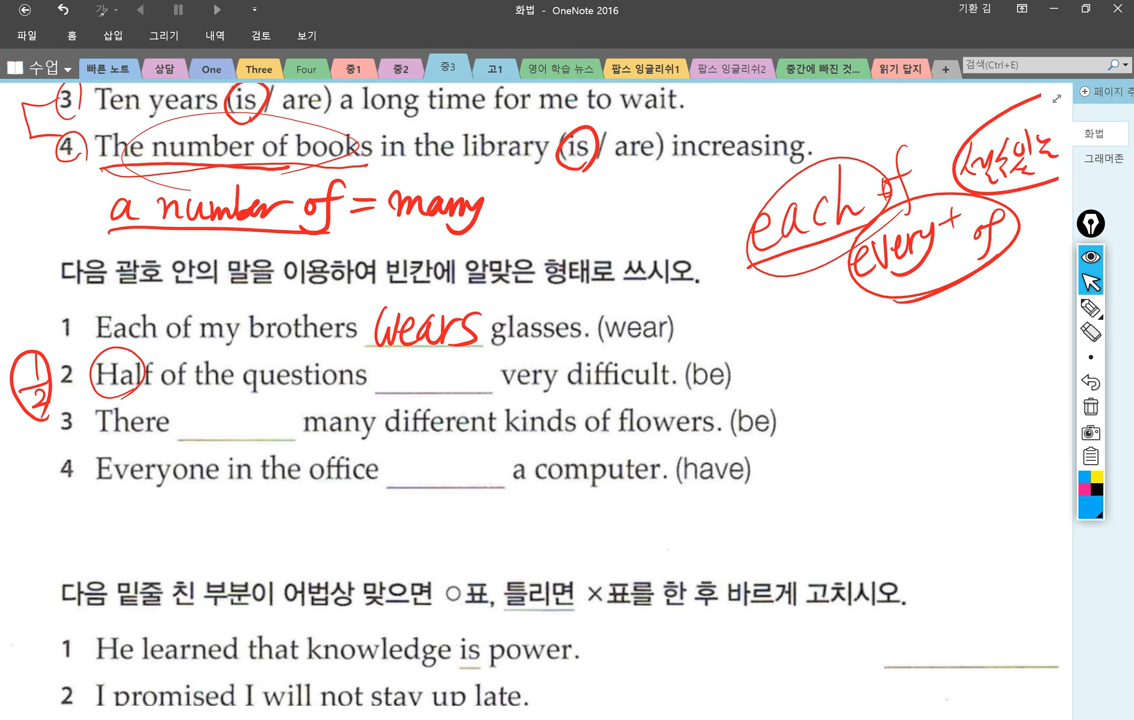 화법 - OneNote 2016
기환 김
파일 홈 삽입 그리기 내역 검토 보기
수업 빠른 노트 상담 One Three Four 중1 중2 중3 고1 영어 학습 뉴스 팝스 잉글리쉬1 팝스 잉글리쉬2 중간에 빠진 것... 읽기 답지 + 검색(Ctrl+E)
페이지 추
화법
그래머존
3 Ten years (is / are) a long time for me to wait.
4 The number of books in the library (is / are) increasing.
a number of = many
each of
every + of
셀수있는
다음 괄호 안의 말을 이용하여 빈칸에 알맞은 형태로 쓰시오.
1 Each of my brothers wears glasses. (wear)
1/2
2 Half of the questions ________ very difficult. (be)
3 There ________ many different kinds of flowers. (be)
4 Everyone in the office ________ a computer. (have)
다음 밑줄 친 부분이 어법상 맞으면 ○표, 틀리면 ×표를 한 후 바르게 고치시오.
1 He learned that knowledge is power.
2 I promised I will not stay up late.